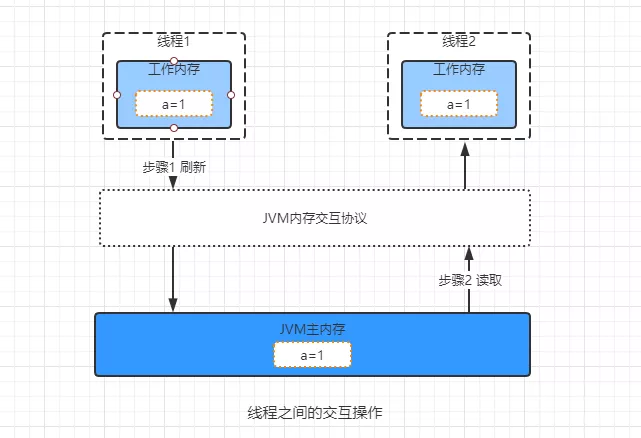 线程1
线程2
工作内存
工作内存
a=1
a=1
步骤1 刷新
JVM内存交互协议
步骤2 读取
JVM主内存
a=1
线程之间的交互操作